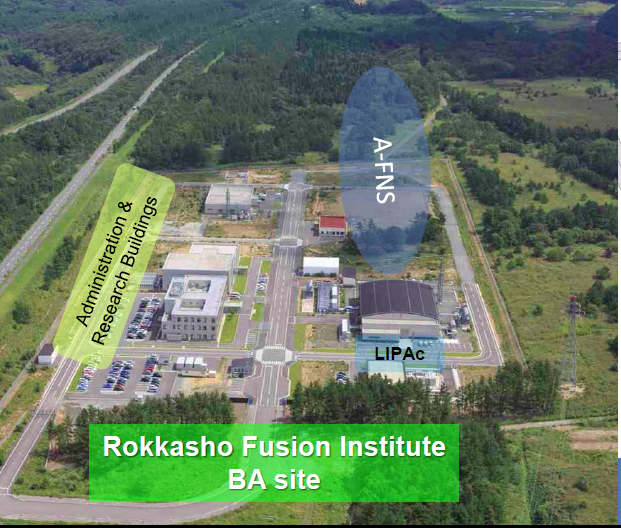 A-FNS
Administration &
Research Buildings
LIPAc
Rokkasho Fusion Institute
BA site